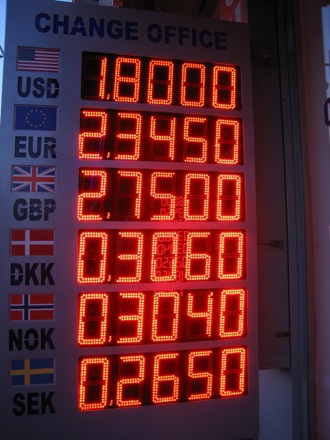 CHANGE OFFICE
USD 1,8000
EUR 2,3450
GBP 2,7500
DKK 0,3060
NOK 0,3040
SEK 0,2650